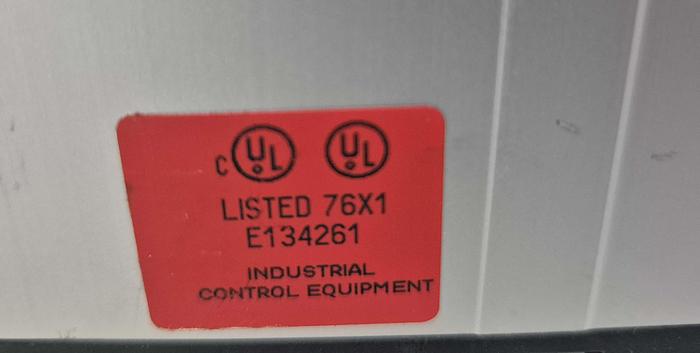 C UL UL
LISTED 76X1
E134261
INDUSTRIAL
CONTROL EQUIPMENT